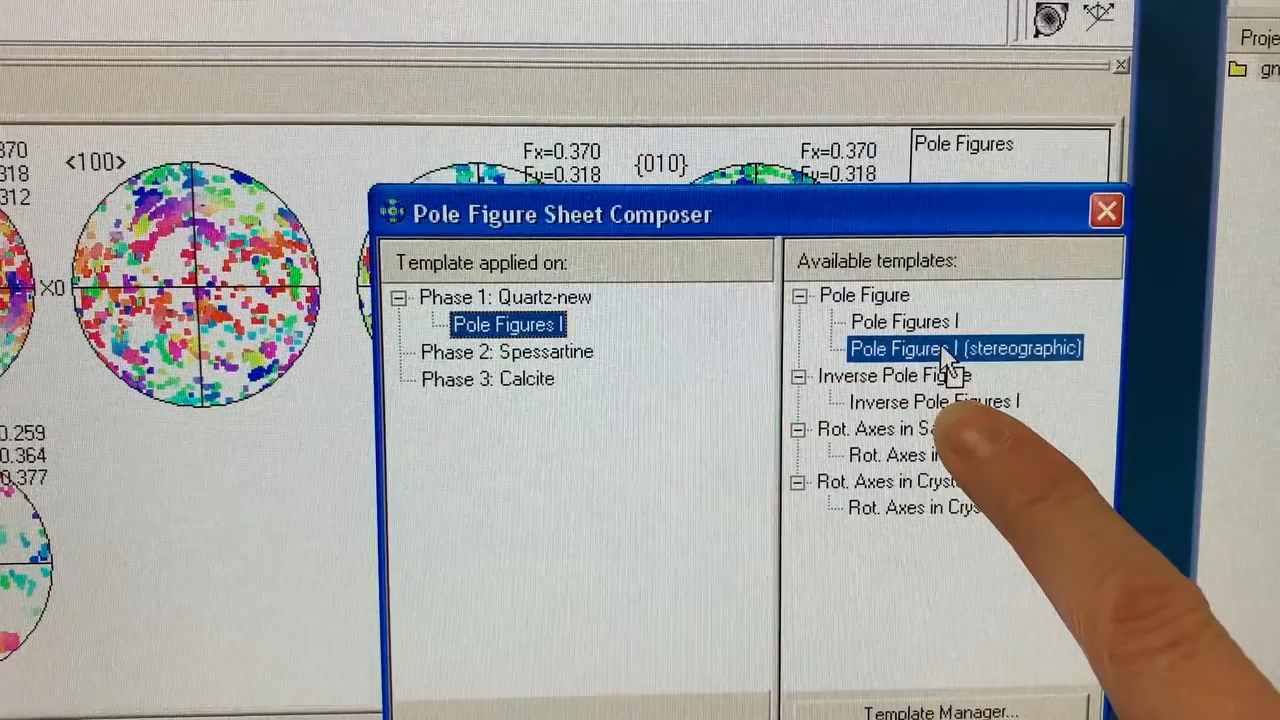 Proje
370
318
312
<100>
Fx=0.370
Fy=0.318
{010}
Fx=0.370
Fy=0.318
Pole Figures
X0
0.259
0.364
0.377
Pole Figure Sheet Composer
Template applied on:
Phase 1: Quartz-new
Pole Figures I
Phase 2: Spessartine
Phase 3: Calcite
Available templates:
Pole Figure
Pole Figures I
Pole Figures I (stereographic)
Inverse Pole Figure
Inverse Pole Figures I
Rot. Axes in Sa
Rot. Axes in
Rot. Axes in Cryst
Rot. Axes in Crys
Template Manager...